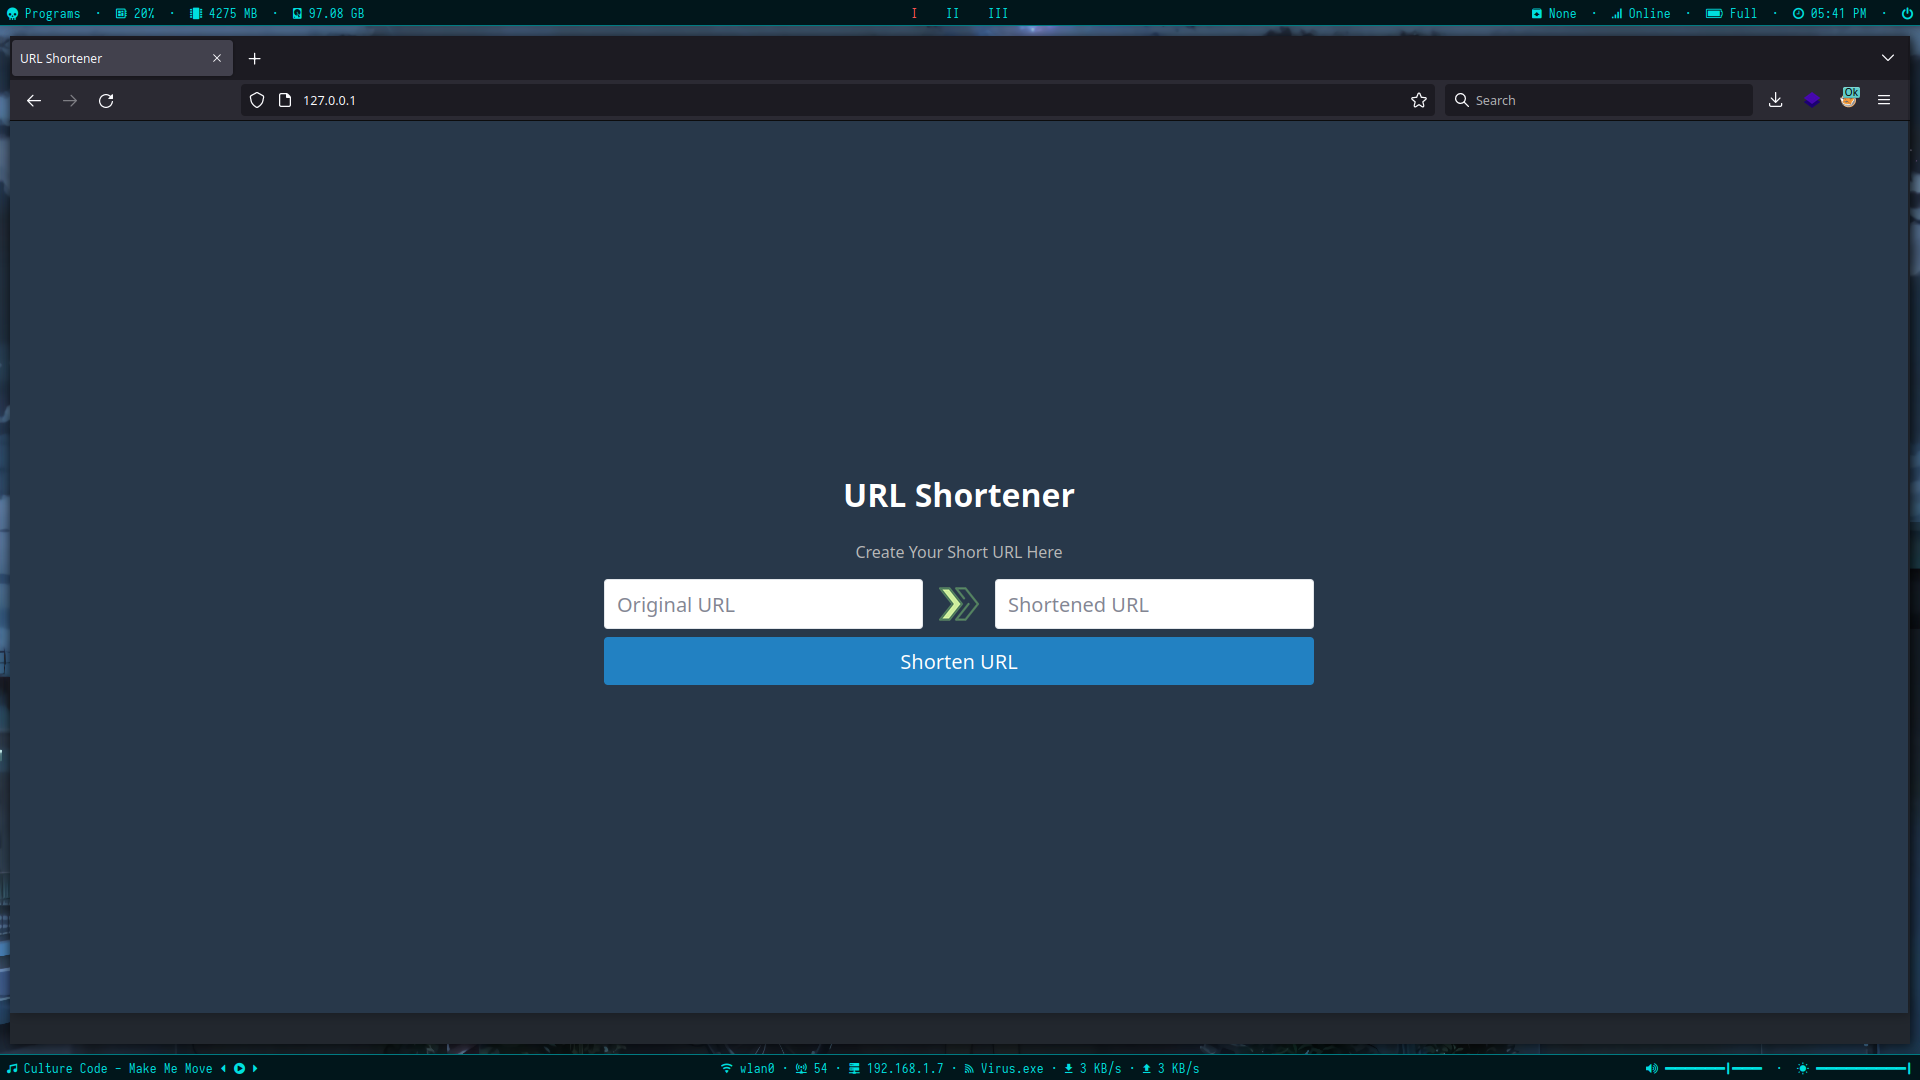 Programs · 20% · 4275 MB · 97.08 GB I II III None · Online · Full · 05:41 PM ·
URL Shortener
127.0.0.1 Search Ok
URL Shortener
Create Your Short URL Here
Original URL Shortened URL
Shorten URL
Culture Code - Make Me Move wlan0 · 54 · 192.168.1.7 · Virus.exe · 3 KB/s · 3 KB/s ·